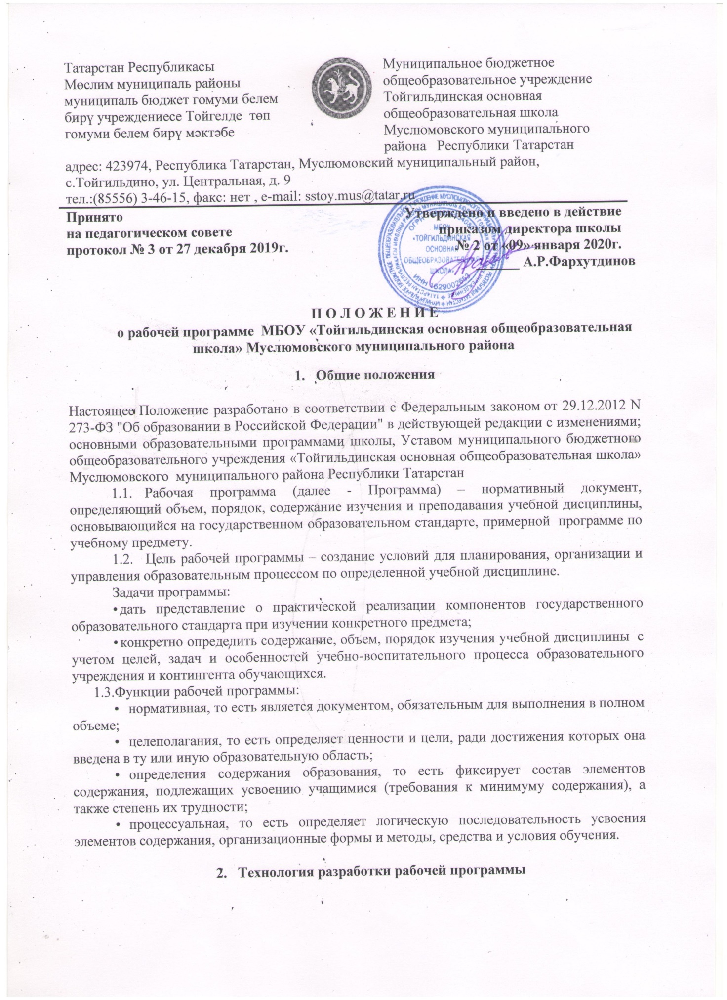 Татарстан Республикасы
Мөслим муниципаль районы
муниципаль бюджет гомуми белем
бирү учреждениесе Тойгелде төп
гомуми белем бирү мәктәбе
Муниципальное бюджетное
общеобразовательное учреждение
Тойгильдинская основная
общеобразовательная школа
Муслюмовского муниципального
района Республики Татарстан
адрес: 423974, Республика Татарстан, Муслюмовский муниципальный район,
с.Тойгильдино, ул. Центральная, д. 9
тел.:(85556) 3-46-15, факс: нет , e-mail: sstoy.mus@tatar.ru
Принято
на педагогическом совете
протокол № 3 от 27 декабря 2019г.
Утверждено и введено в действие
приказом директора школы
№ 2 от «09» января 2020г.
______ А.Р.Фархутдинов
МБОУ
«ТОЙГИЛЬДИНСКАЯ
ОСНОВНАЯ
ОБЩЕОБРАЗОВАТЕЛЬНАЯ
ШКОЛА»
ИНН 1629002653
П О Л О Ж Е Н И Е
о рабочей программе МБОУ «Тойгильдинская основная общеобразовательная
школа» Муслюмовского муниципального района
1. Общие положения
Настоящее Положение разработано в соответствии с Федеральным законом от 29.12.2012 N
273-ФЗ "Об образовании в Российской Федерации" в действующей редакции с изменениями;
основными образовательными программами школы, Уставом муниципального бюджетного
общеобразовательного учреждения «Тойгильдинская основная общеобразовательная школа»
Муслюмовского муниципального района Республики Татарстан
1.1. Рабочая программа (далее - Программа) – нормативный документ,
определяющий объем, порядок, содержание изучения и преподавания учебной дисциплины,
основывающийся на государственном образовательном стандарте, примерной программе по
учебному предмету.
1.2. Цель рабочей программы – создание условий для планирования, организации и
управления образовательным процессом по определенной учебной дисциплине.
Задачи программы:
•дать представление о практической реализации компонентов государственного
образовательного стандарта при изучении конкретного предмета;
•конкретно определить содержание, объем, порядок изучения учебной дисциплины с
учетом целей, задач и особенностей учебно-воспитательного процесса образовательного
учреждения и контингента обучающихся.
1.3.Функции рабочей программы:
• нормативная, то есть является документом, обязательным для выполнения в полном
объеме;
• целеполагания, то есть определяет ценности и цели, ради достижения которых она
введена в ту или иную образовательную область;
• определения содержания образования, то есть фиксирует состав элементов
содержания, подлежащих усвоению учащимися (требования к минимуму содержания), а
также степень их трудности;
• процессуальная, то есть определяет логическую последовательность усвоения
элементов содержания, организационные формы и методы, средства и условия обучения.
2. Технология разработки рабочей программы